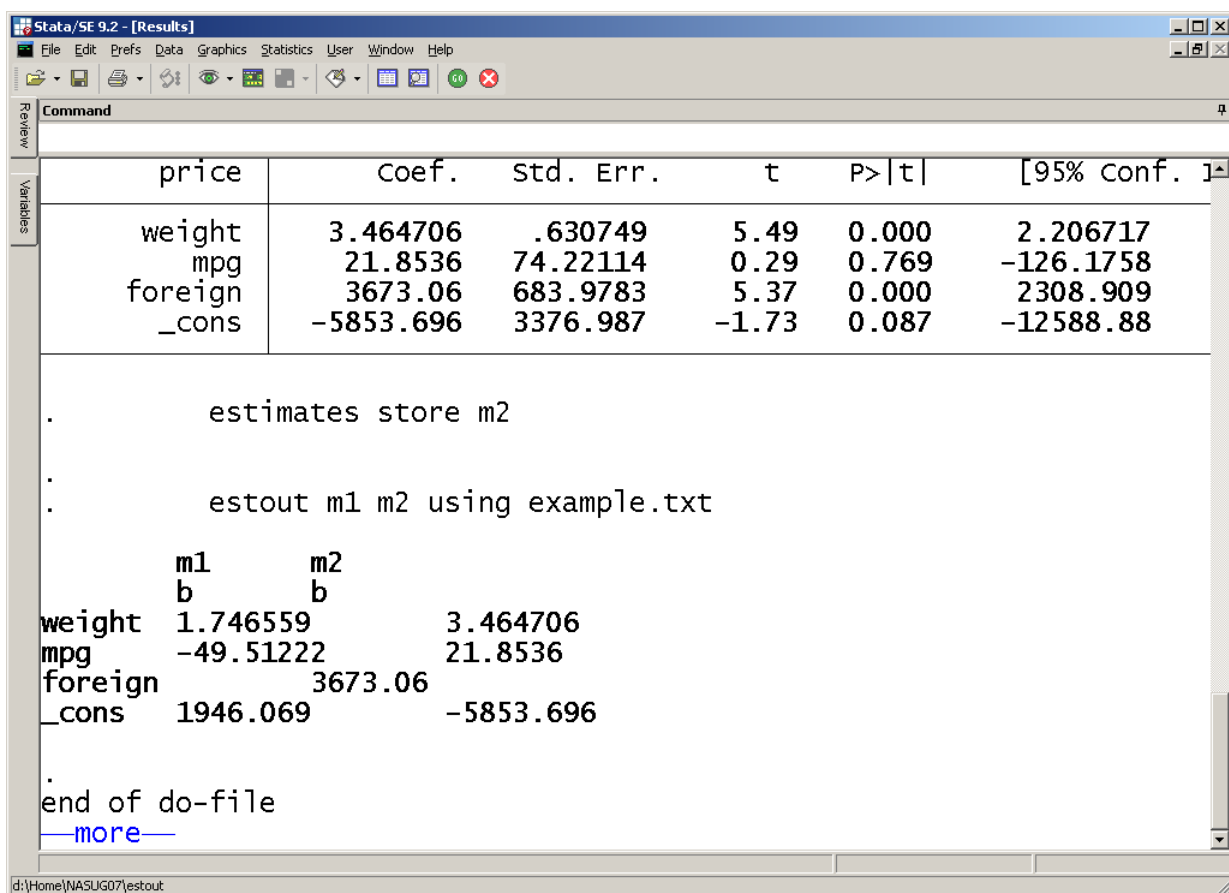 Stata/SE 9.2 - [Results]
File Edit Prefs Data Graphics Statistics User Window Help
GO
Review
Command
Variables
price Coef. Std. Err. t P>|t| [95% Conf. I
weight 3.464706 .630749 5.49 0.000 2.206717
mpg 21.8536 74.22114 0.29 0.769 -126.1758
foreign 3673.06 683.9783 5.37 0.000 2308.909
_cons -5853.696 3376.987 -1.73 0.087 -12588.88
. estimates store m2
.
. estout m1 m2 using example.txt
m1 m2
b b
weight 1.746559 3.464706
mpg -49.51222 21.8536
foreign 3673.06
_cons 1946.069 -5853.696
.
end of do-file
—more—
d:\Home\NASUG07\estout